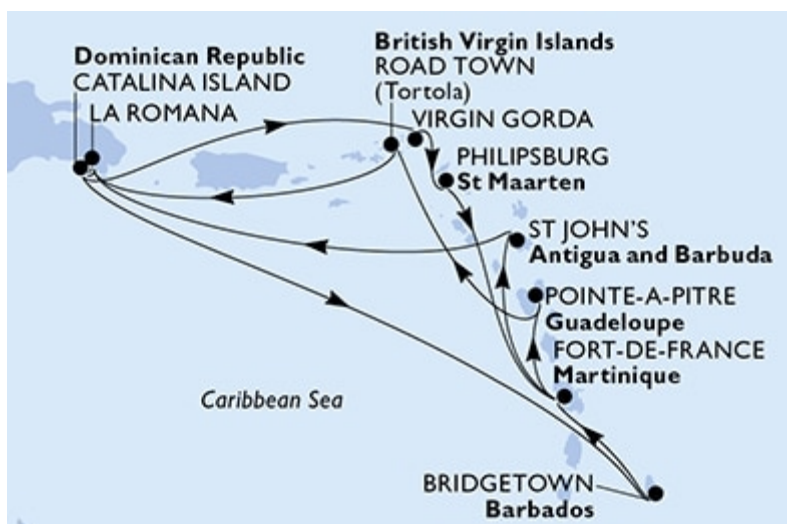 Dominican Republic
CATALINA ISLAND
LA ROMANA
British Virgin Islands
ROAD TOWN
(Tortola)
VIRGIN GORDA
PHILIPSBURG
St Maarten
ST JOHN'S
Antigua and Barbuda
POINTE-A-PITRE
Guadeloupe
FORT-DE-FRANCE
Martinique
Caribbean Sea
BRIDGETOWN
Barbados